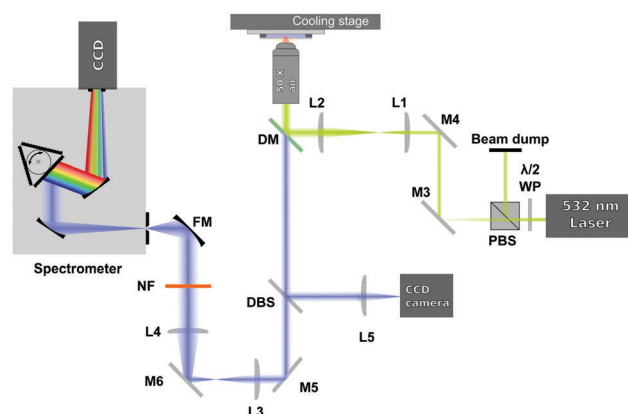 Cooling stage
CCD
50 X
air
L2
L1
M4
DM
Beam dump
λ/2
WP
M3
532 nm
Laser
PBS
FM
Spectrometer
NF
DBS
CCD
camera
L4
L5
M6
L3
M5